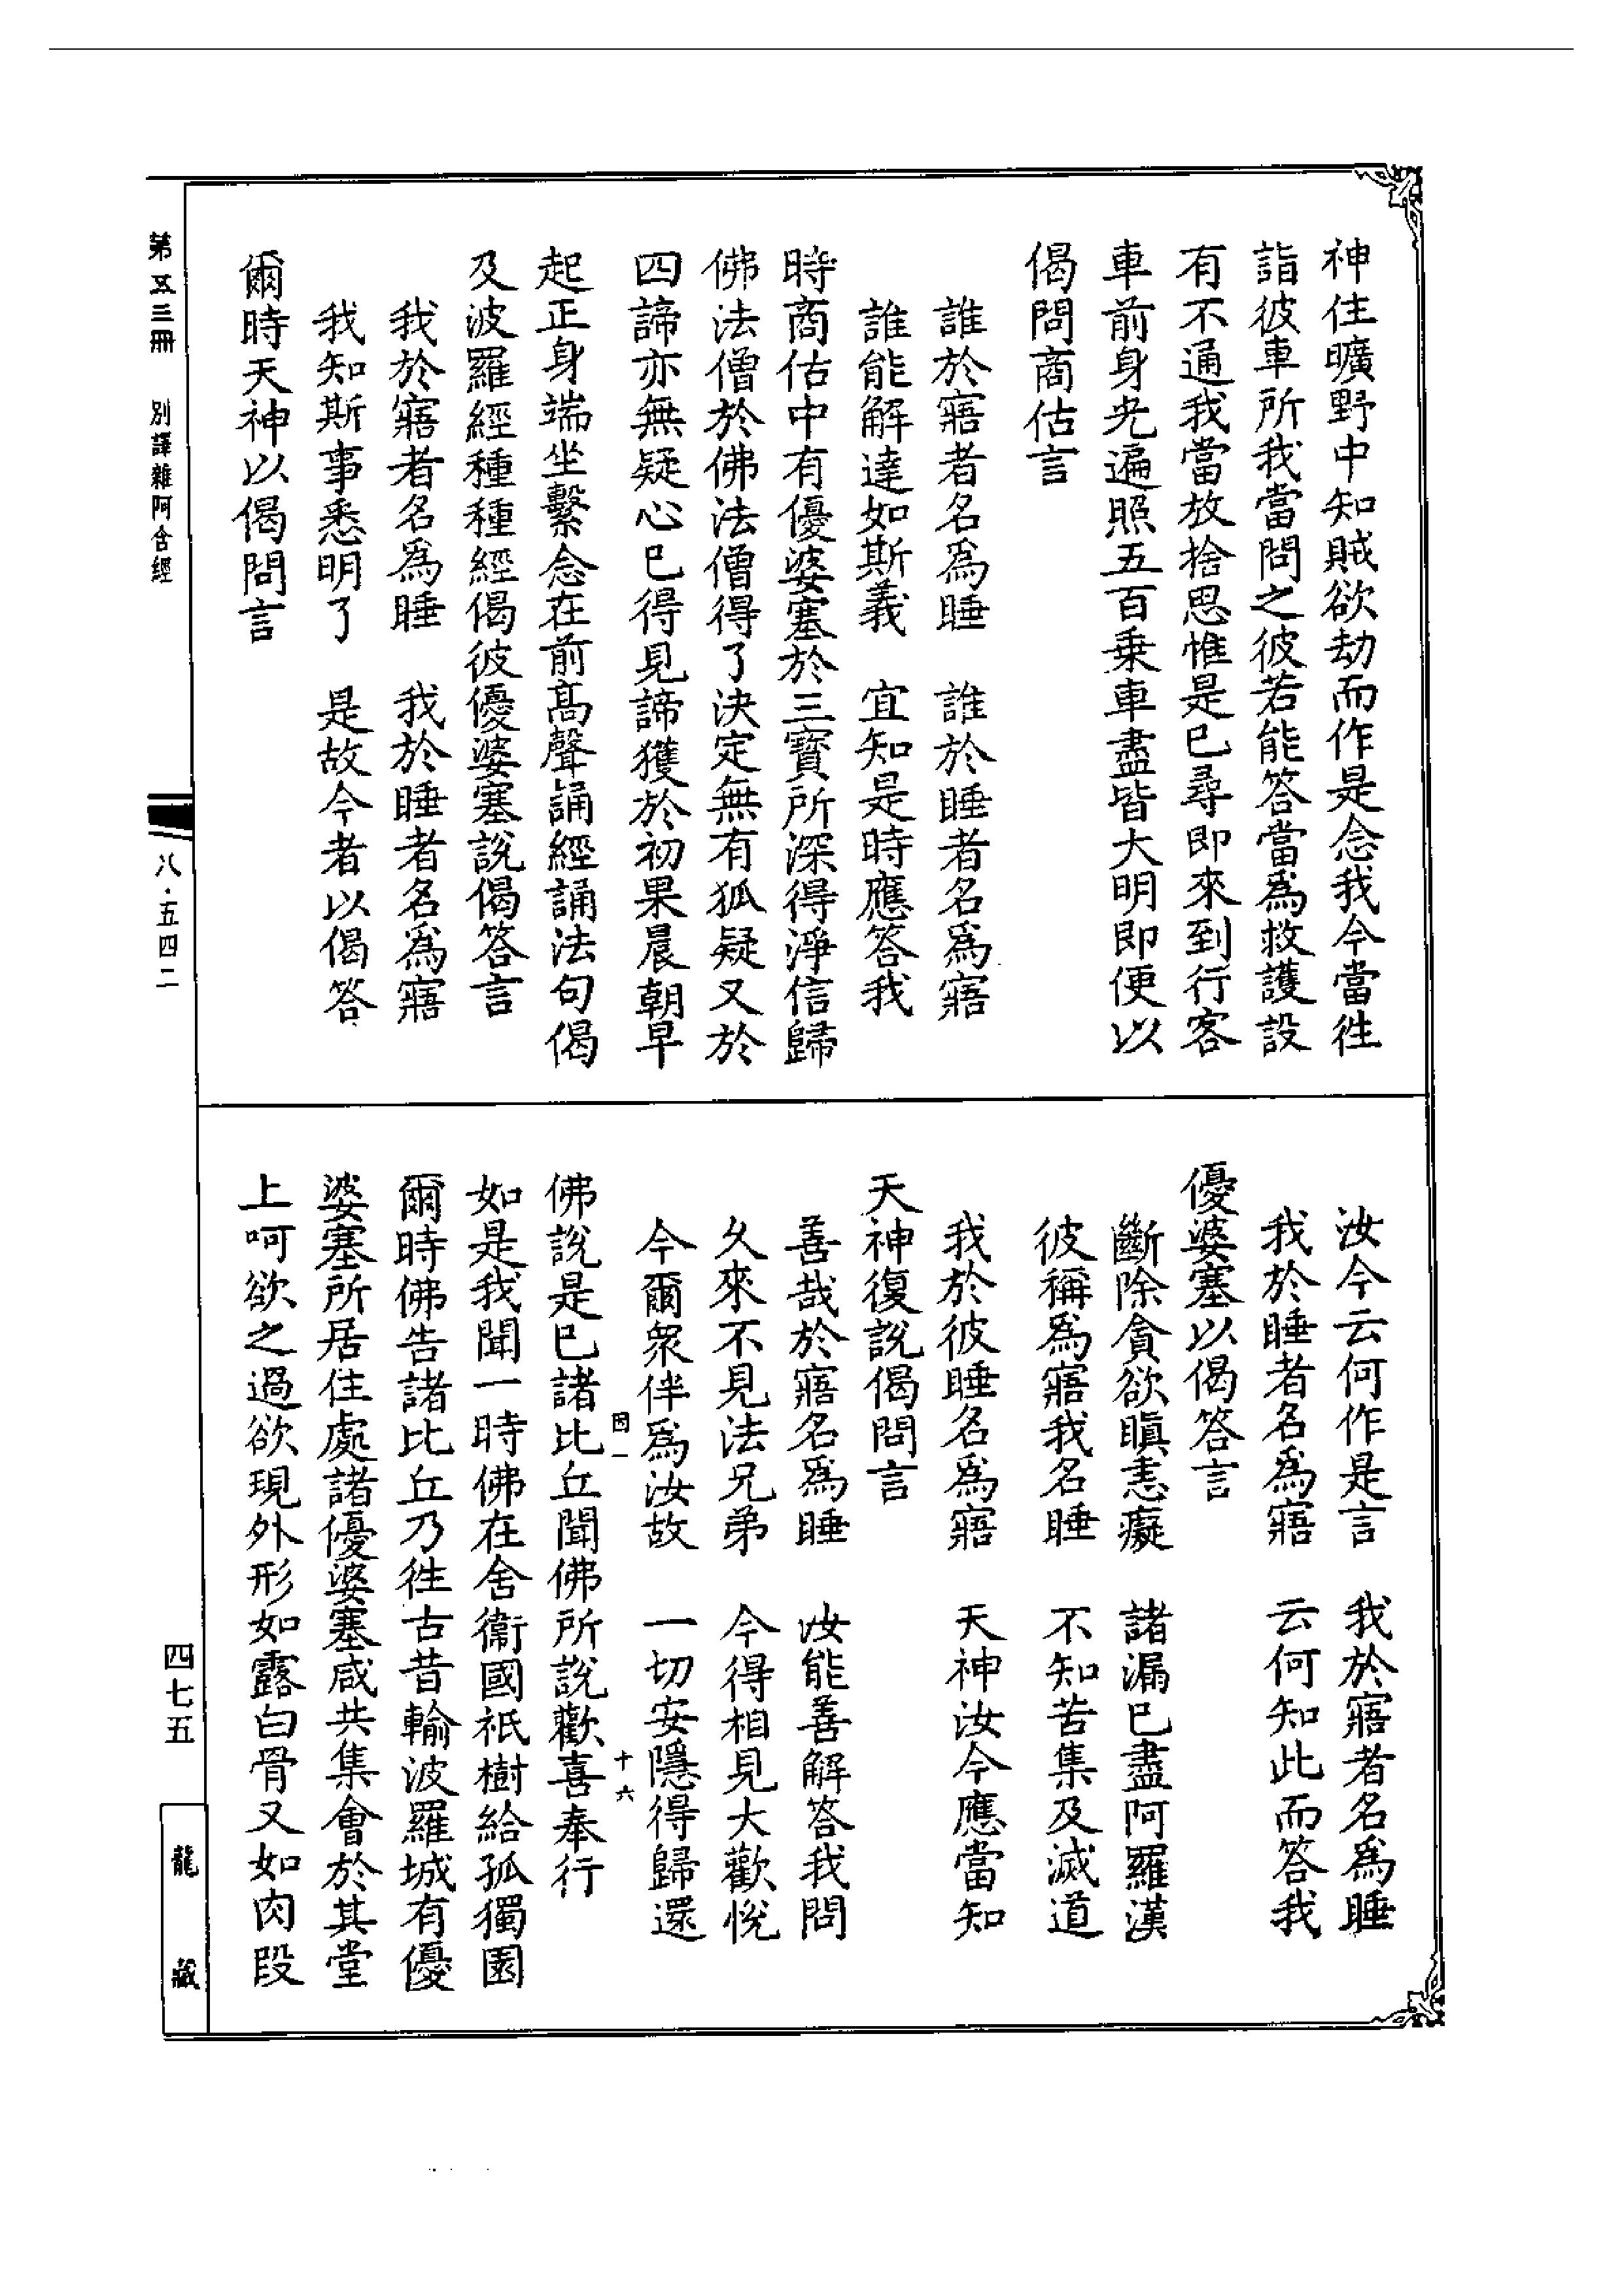 神住曠野中知賊欲劫而作是念我今當徃
詣彼車所我當問之彼若能答當爲救護設
有不通我當放捨思惟是已尋即來到行客
車前身光遍照五百乗車盡皆大明即便以
偈問商估言
誰於寤者名爲睡　誰於睡者名爲寤
誰能解達如斯義　宜知是時應答我
時商估中有優婆塞於三寳所深得淨信歸
佛法僧於佛法僧得了決定無有狐疑又於
四諦亦無疑心已得見諦獲於初果晨朝早
起正身端坐繫念在前髙聲誦經誦法句偈
及波羅經種種經偈彼優婆塞說偈答言
我於寤者名爲睡　我於睡者名爲寤
我知斯事悉明了　是故今者以偈答
爾時天神以偈問言
汝今云何作是言　我於寤者名爲睡
我於睡者名爲寤　云何知此而答我
優婆塞以偈答言
斷除貪欲瞋恚癡　諸漏已盡阿羅漢
彼稱爲寤我名睡　不知苦集及滅道
我於彼睡名爲寤　天神汝今應當知
天神復說偈問言
善哉於寤名爲睡　汝能善解答我問
久來不見法兄弟　今得相見大歡悅
今爾衆伴爲汝故　一切安隱得歸還
佛說是已諸比丘聞佛所說歡喜奉行
如是我聞一時佛在舍衞國祇樹給孤獨園
爾時佛告諸比丘乃徃古昔輸波羅城有優
婆塞所居住處諸優婆塞咸共集會於其堂
上呵欲之過欲現外形如露白骨又如肉段
第五三冊　別譯雜阿含經
八·五四二
四七五
龍藏
十六